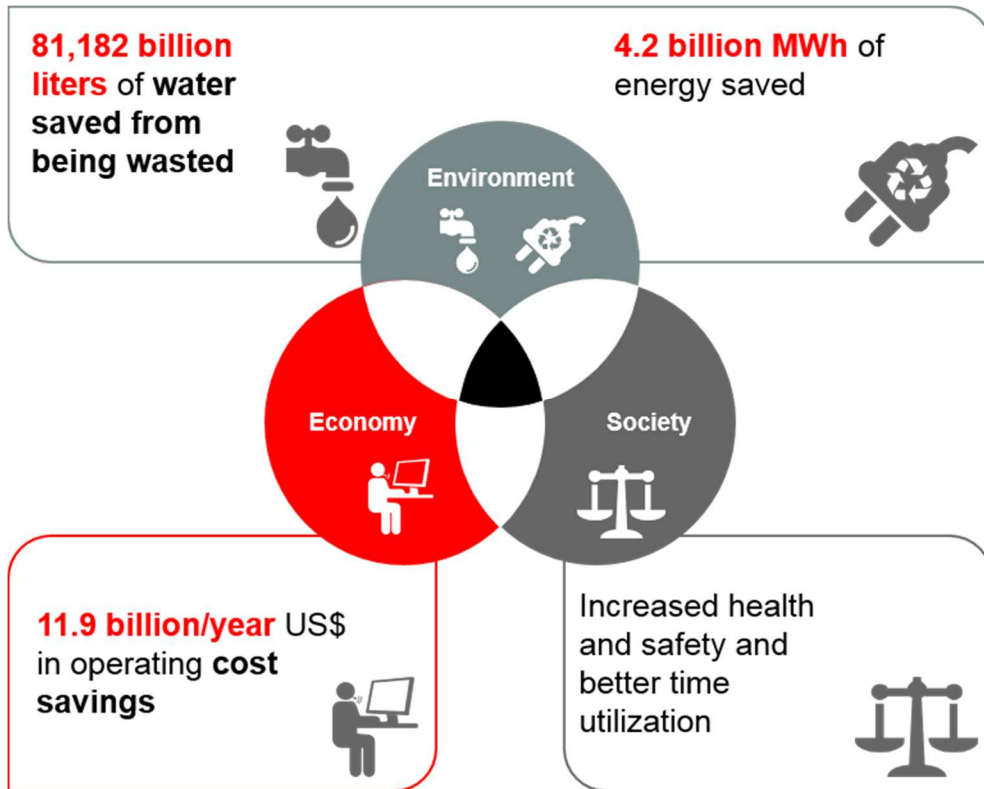 81,182 billion
liters of water
saved from
being wasted
4.2 billion MWh of
energy saved
Environment
Economy
Society
11.9 billion/year US$
in operating cost
savings
Increased health
and safety and
better time
utilization